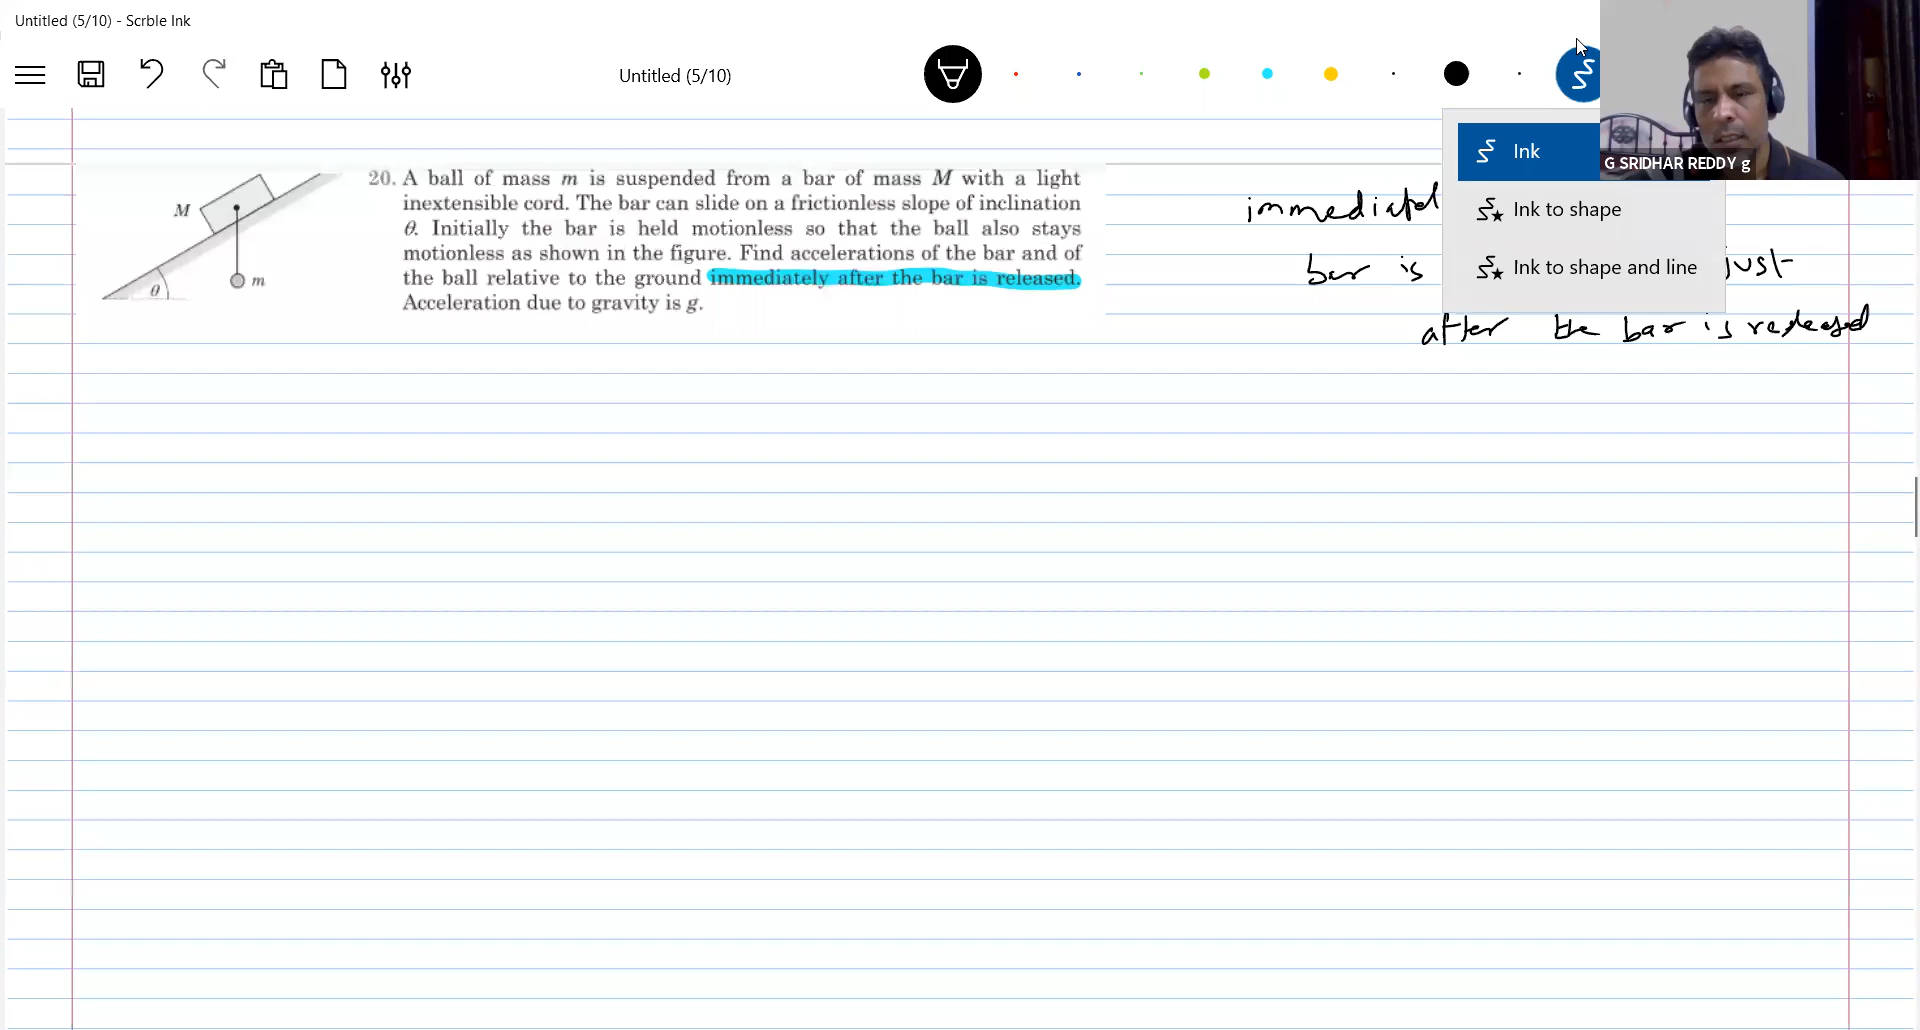 Untitled (5/10) - Scrble Ink
Untitled (5/10)
Ink
Ink to shape
Ink to shape and line
G SRIDHAR REDDY g
M
m
θ
20. A ball of mass m is suspended from a bar of mass M with a light
inextensible cord. The bar can slide on a frictionless slope of inclination
θ. Initially the bar is held motionless so that the ball also stays
motionless as shown in the figure. Find accelerations of the bar and of
the ball relative to the ground immediately after the bar is released.
Acceleration due to gravity is g.
bar is just
after the bar is released